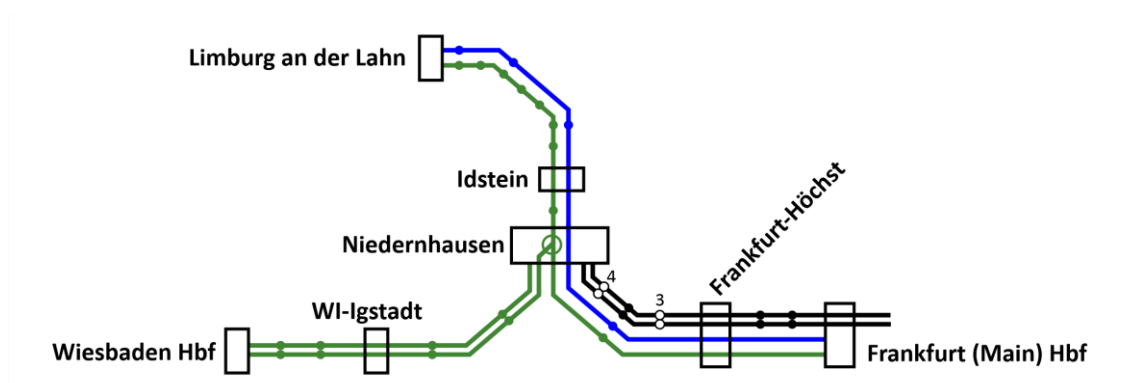 Limburg an der Lahn
Idstein
Frankfurt-Höchst
Niedernhausen
4
3
WI-Igstadt
Wiesbaden Hbf
Frankfurt (Main) Hbf